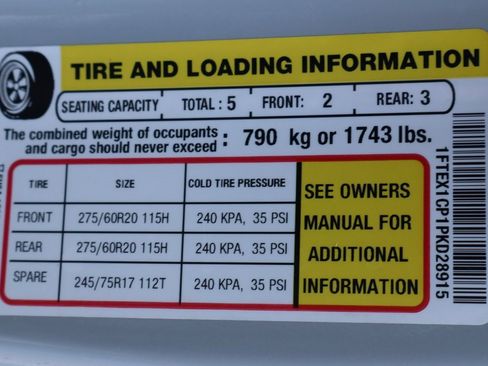 TIRE AND LOADING INFORMATION
SEATING CAPACITY TOTAL : 5 FRONT: 2 REAR: 3
The combined weight of occupants
and cargo should never exceed : 790 kg or 1743 lbs.
TIRE SIZE COLD TIRE PRESSURE
FRONT 275/60R20 115H 240 KPA, 35 PSI
REAR 275/60R20 115H 240 KPA, 35 PSI
SPARE 245/75R17 112T 240 KPA, 35 PSI
SEE OWNERS
MANUAL FOR
ADDITIONAL
INFORMATION
1FTEX1CP1PKD28915